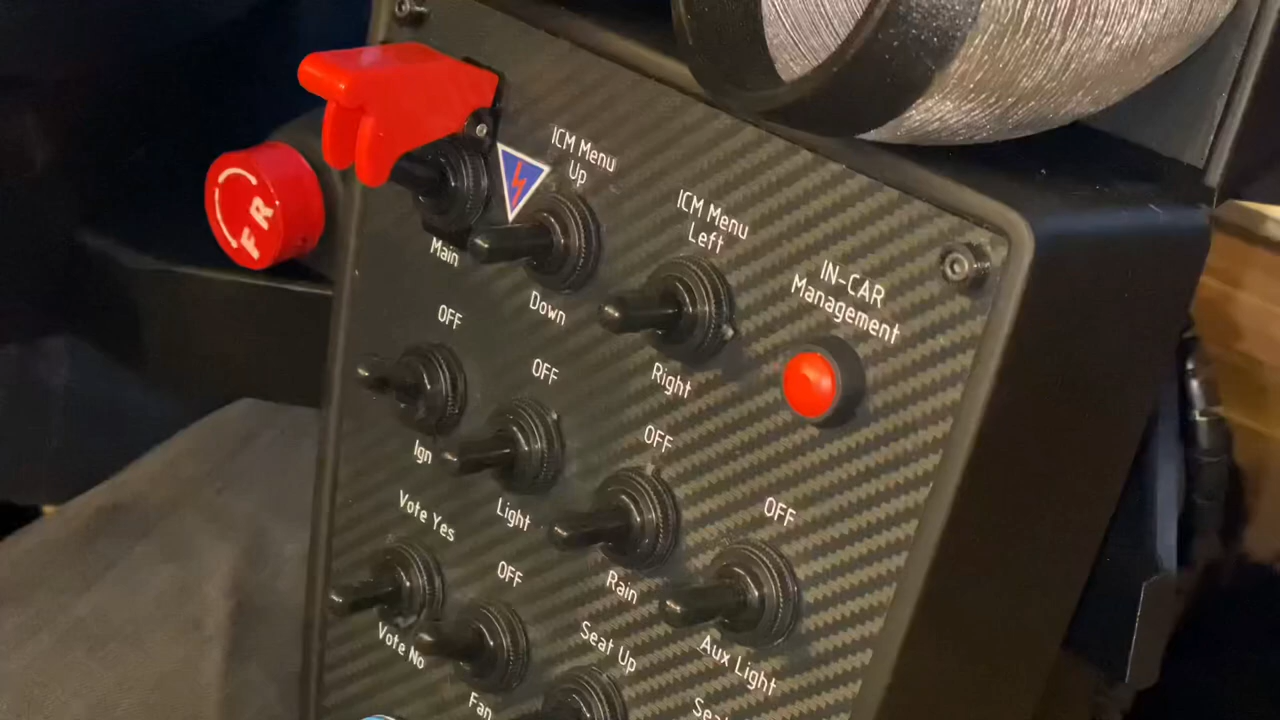 FR
ICM Menu
Up
Main
Down
ICM Menu
Left
Right
IN-CAR
Management
OFF
Ign
OFF
Light
OFF
Rain
OFF
Aux Light
Vote Yes
Vote No
OFF
Fan
Seat Up